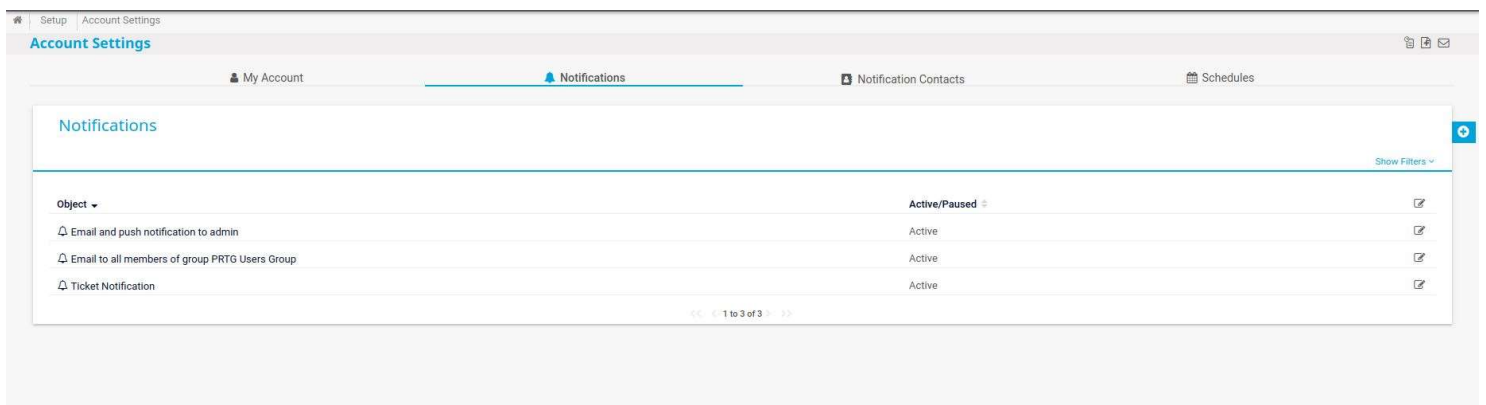 Setup Account Settings
Account Settings
My Account Notifications Notification Contacts Schedules
Notifications
Show Filters
Object Active/Paused
Email and push notification to admin Active
Email to all members of group PRTG Users Group Active
Ticket Notification Active
<< < 1 to 3 of 3 > >>